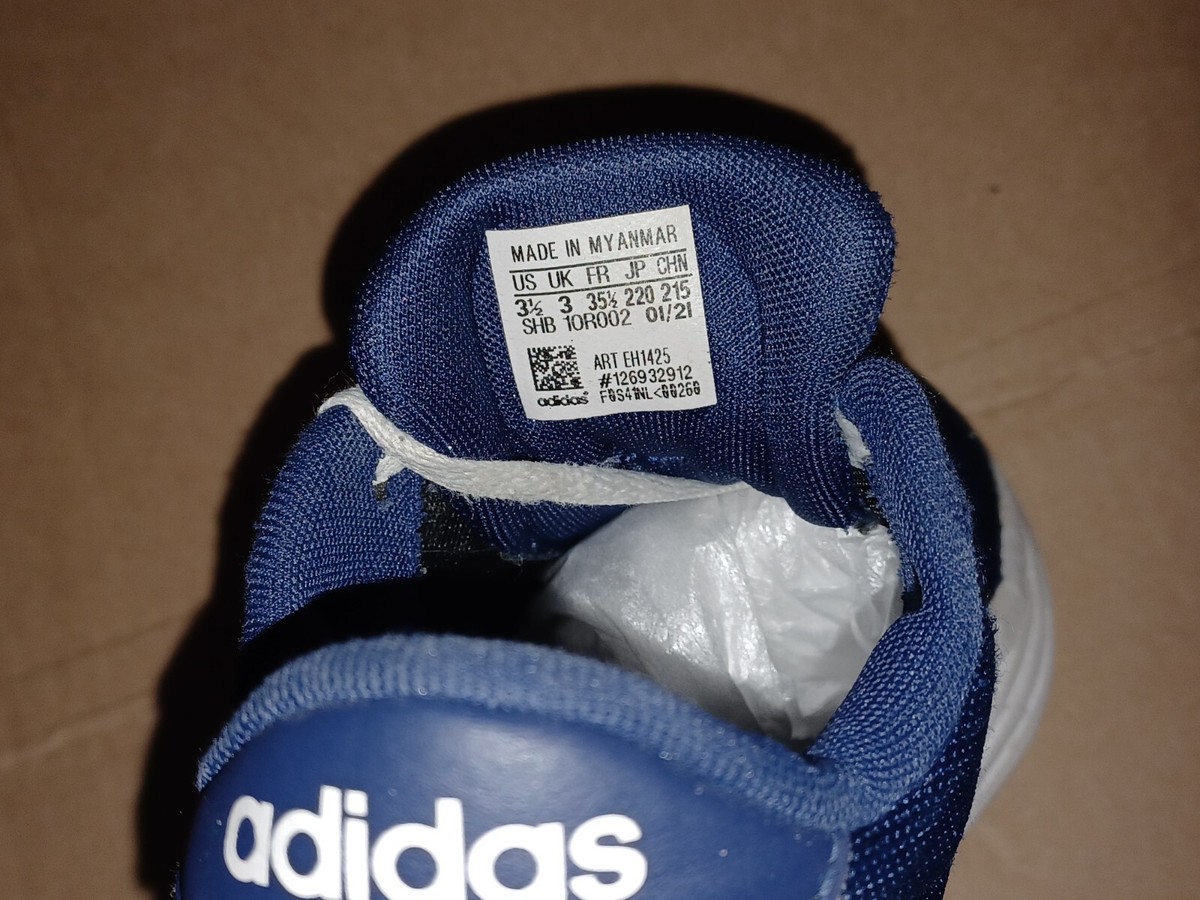 MADE IN MYANMAR
US UK FR JP CHN
3½ 3 35½ 220 215
SHB 10R002 01/21
ART EH1425
#126932912
adidas
adidas